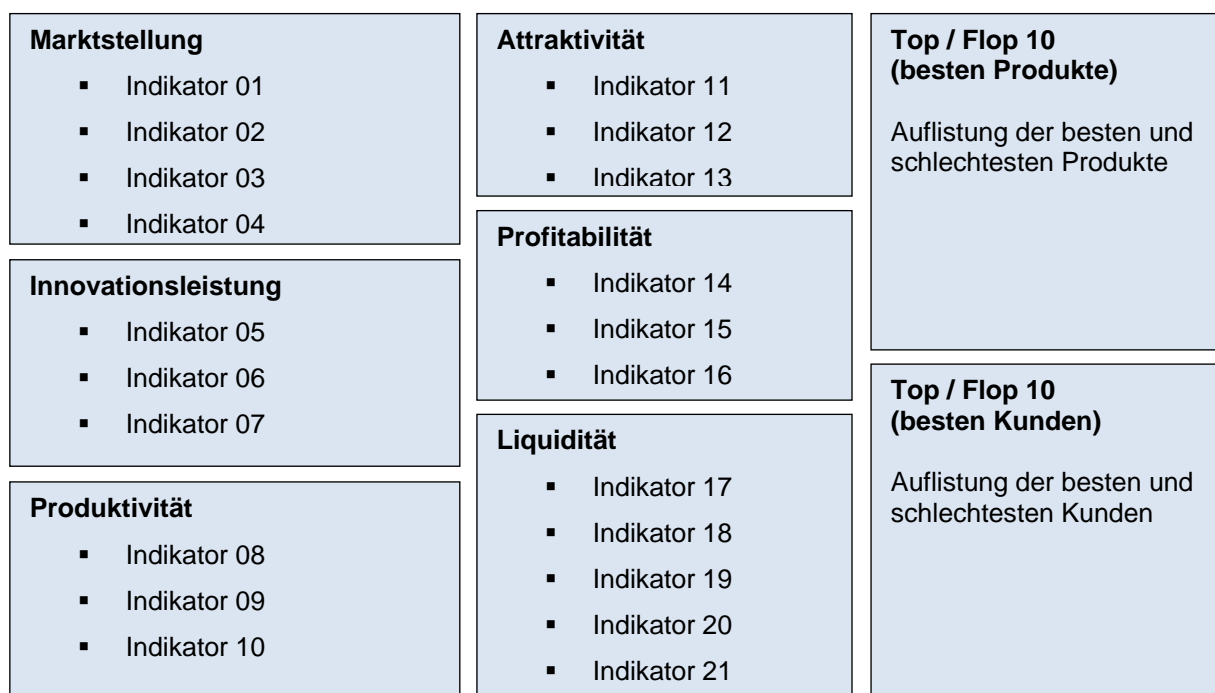 Marktstellung
▪ Indikator 01
▪ Indikator 02
▪ Indikator 03
▪ Indikator 04
Innovationsleistung
▪ Indikator 05
▪ Indikator 06
▪ Indikator 07
Produktivität
▪ Indikator 08
▪ Indikator 09
▪ Indikator 10
Attraktivität
▪ Indikator 11
▪ Indikator 12
▪ Indikator 13
Profitabilität
▪ Indikator 14
▪ Indikator 15
▪ Indikator 16
Liquidität
▪ Indikator 17
▪ Indikator 18
▪ Indikator 19
▪ Indikator 20
▪ Indikator 21
Top / Flop 10
(besten Produkte)
Auflistung der besten und
schlechtesten Produkte
Top / Flop 10
(besten Kunden)
Auflistung der besten und
schlechtesten Kunden